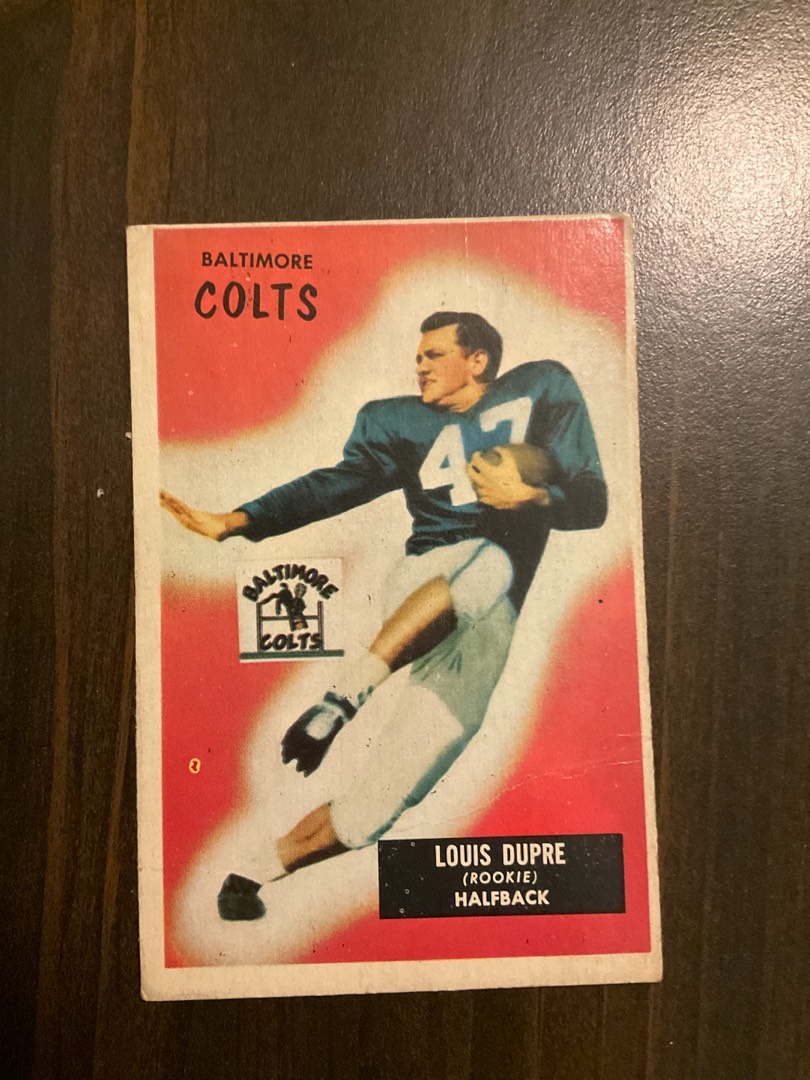 BALTIMORE
COLTS
47
BALTIMORE
COLTS
LOUIS DUPRE
(ROOKIE)
HALFBACK